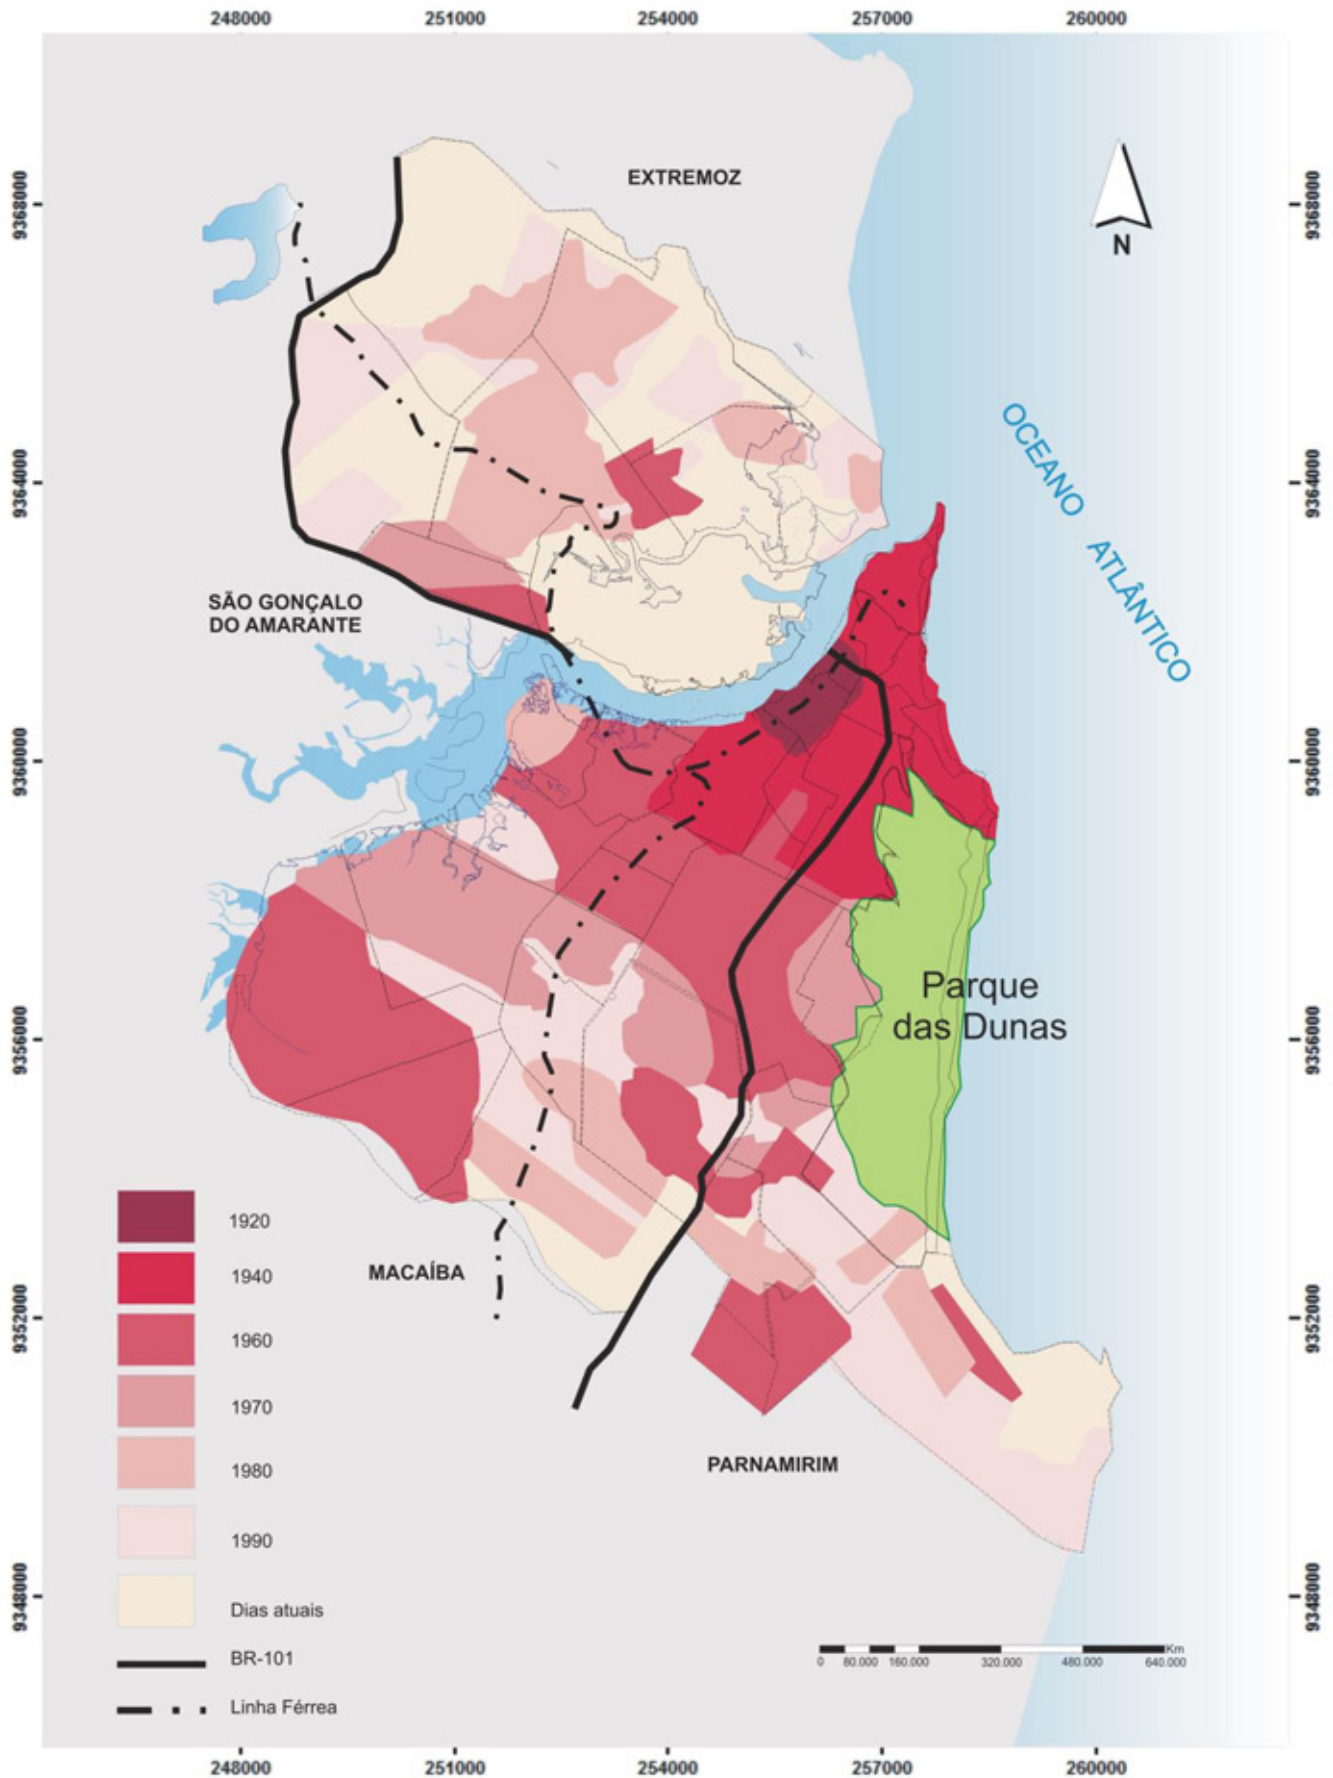 248000 251000 254000 257000 260000
EXTREMOZ
N
9368000 9368000
9364000 9364000
OCEANO ATLÂNTICO
SÃO GONÇALO
DO AMARANTE
9360000 9360000
Parque
das Dunas
9356000 9356000
1920
MACAÍBA
1940
9352000 9352000
1960
1970
PARNAMIRIM
1980
1990
9348000 9348000
Dias atuais
BR-101
Km
0 80.000 160.000 320.000 480.000 640.000
Linha Férrea
248000 251000 254000 257000 260000